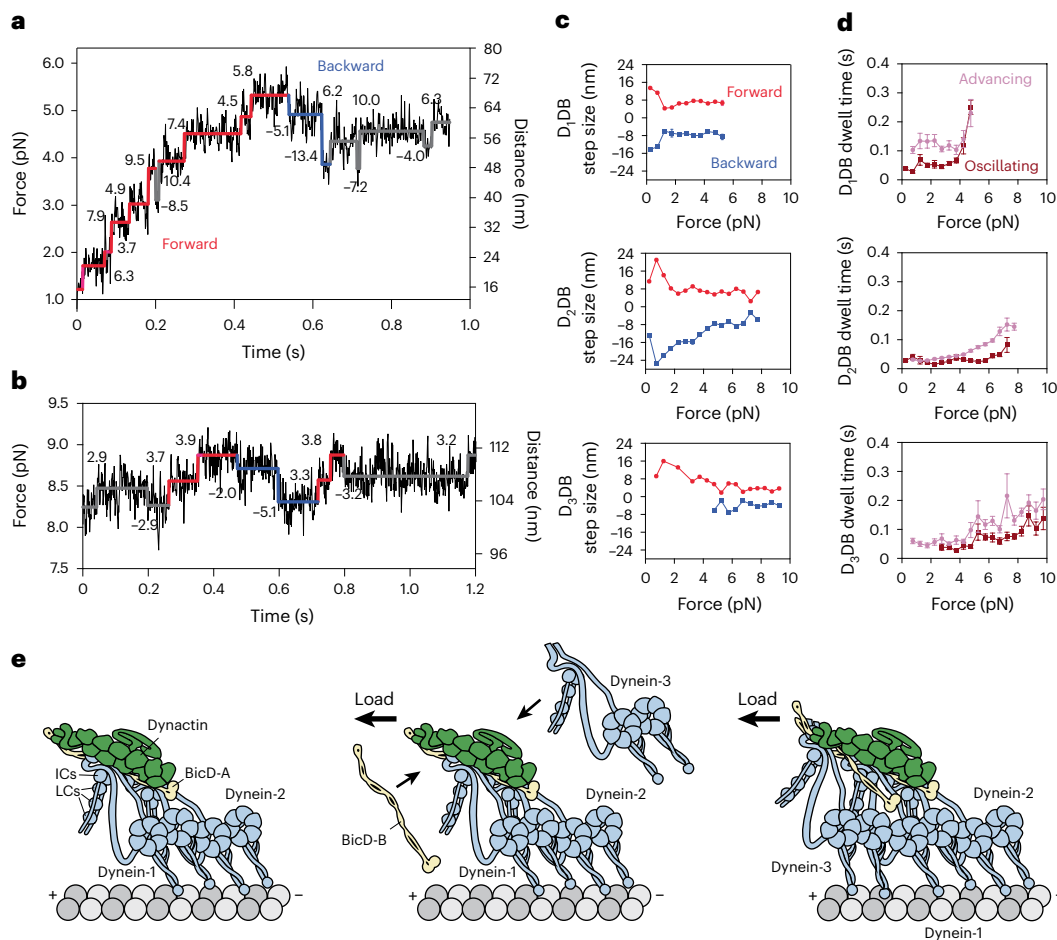 a
6.0
5.0
4.0
3.0
2.0
1.0
Force (pN)
80
72
64
56
48
40
32
24
16
Distance (nm)
0
0.2
0.4
0.6
0.8
1.0
Time (s)
7.9
6.3
4.9
3.7
9.5
10.4
–8.5
7.4
4.5
5.8
–5.1
–13.4
6.2
–7.2
10.0
–4.0
6.3
Backward
Forward
b
9.5
9.0
8.5
8.0
7.5
Force (pN)
112
104
96
Distance (nm)
0
0.2
0.4
0.6
0.8
1.0
1.2
Time (s)
2.9
–2.9
3.7
3.9
–2.0
–5.1
3.3
3.8
–3.2
3.2
c
D1DB
step size (nm)
24
16
8
0
–8
–16
–24
Forward
Backward
0 2 4 6 8 10
Force (pN)
D2DB
step size (nm)
24
16
8
0
–8
–16
–24
0 2 4 6 8 10
Force (pN)
D3DB
step size (nm)
24
16
8
0
–8
–16
–24
0 2 4 6 8 10
Force (pN)
d
D1DB dwell time (s)
0.4
0.3
0.2
0.1
0
Advancing
Oscillating
0 2 4 6 8 10
Force (pN)
D2DB dwell time (s)
0.4
0.3
0.2
0.1
0
0 2 4 6 8 10
Force (pN)
D3DB dwell time (s)
0.4
0.3
0.2
0.1
0
0 2 4 6 8 10
Force (pN)
e
Dynactin
ICs
LCs
BicD-A
Dynein-2
Dynein-1
+
–
Load
Dynein-3
BicD-B
Dynein-2
Dynein-1
+
–
Load
Dynein-2
Dynein-3
+
–
Dynein-1